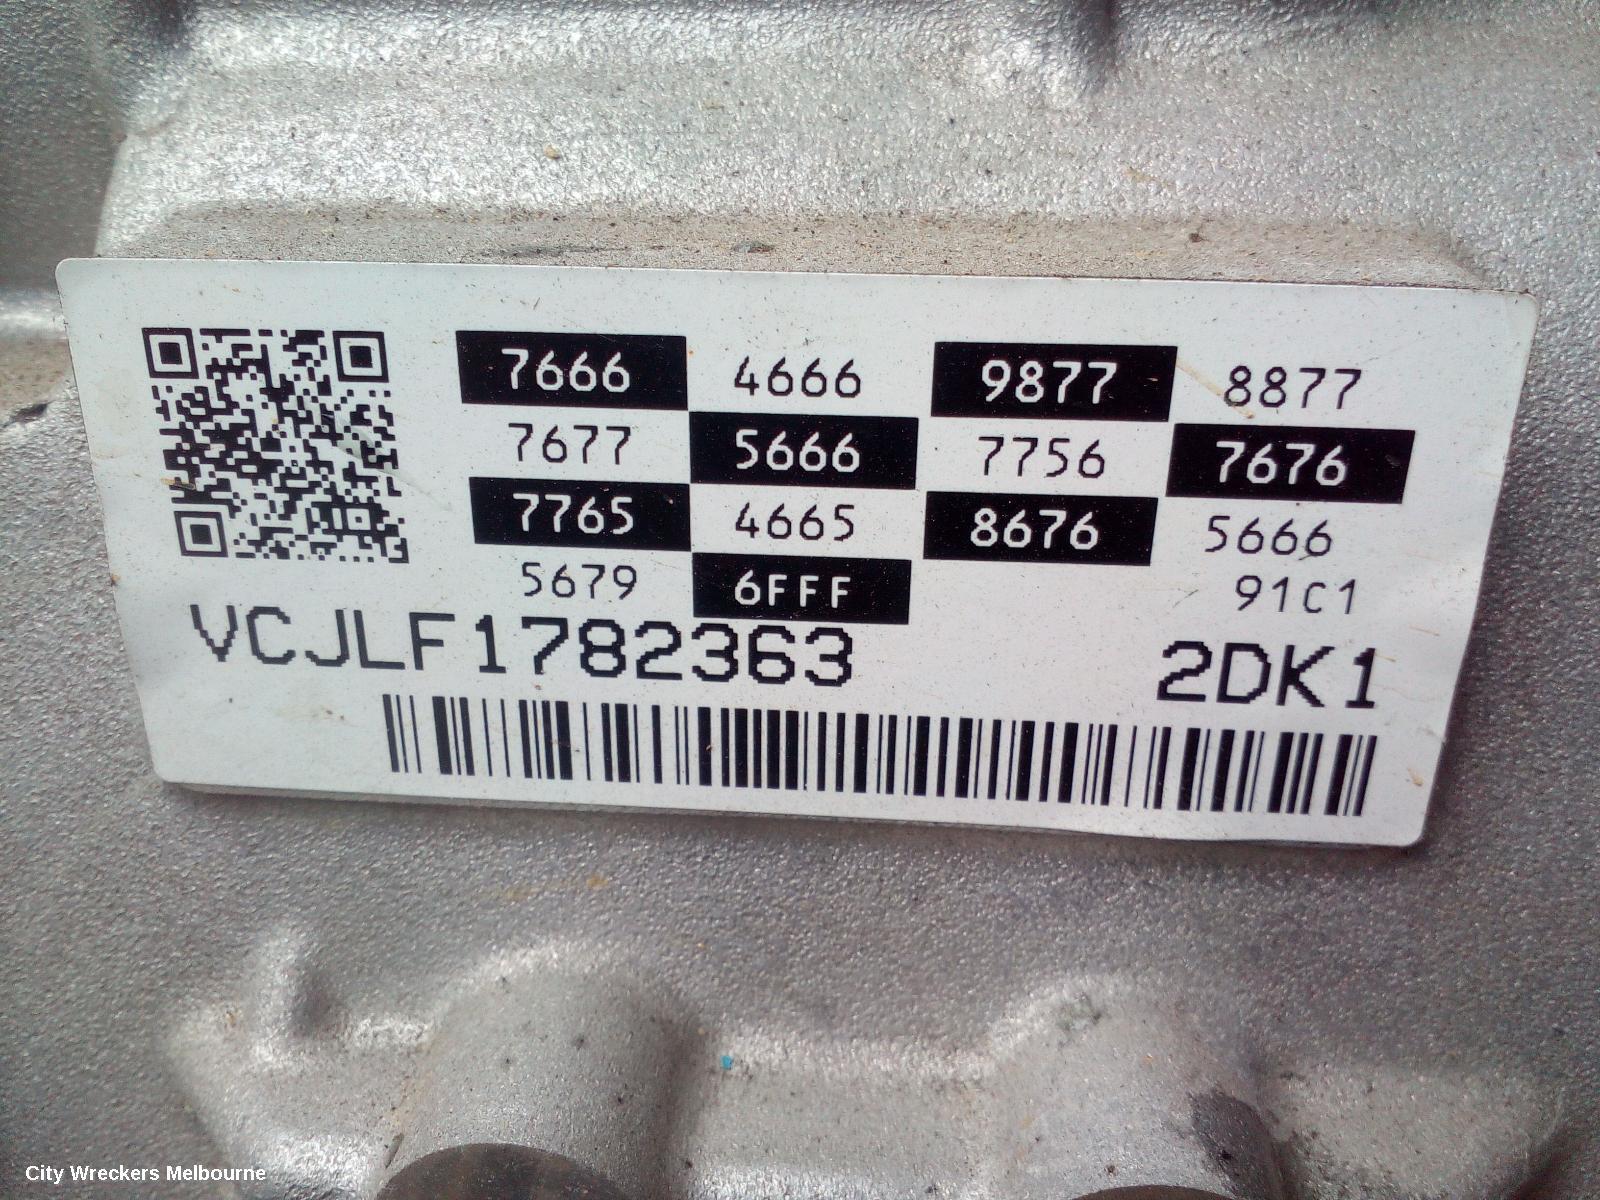 7666 4666 9877 8877
7677 5666 7756 7676
7765 4665 8676 5666
5679 6FFF 91C1
VCJLF1782363 2DK1
City Wreckers Melbourne